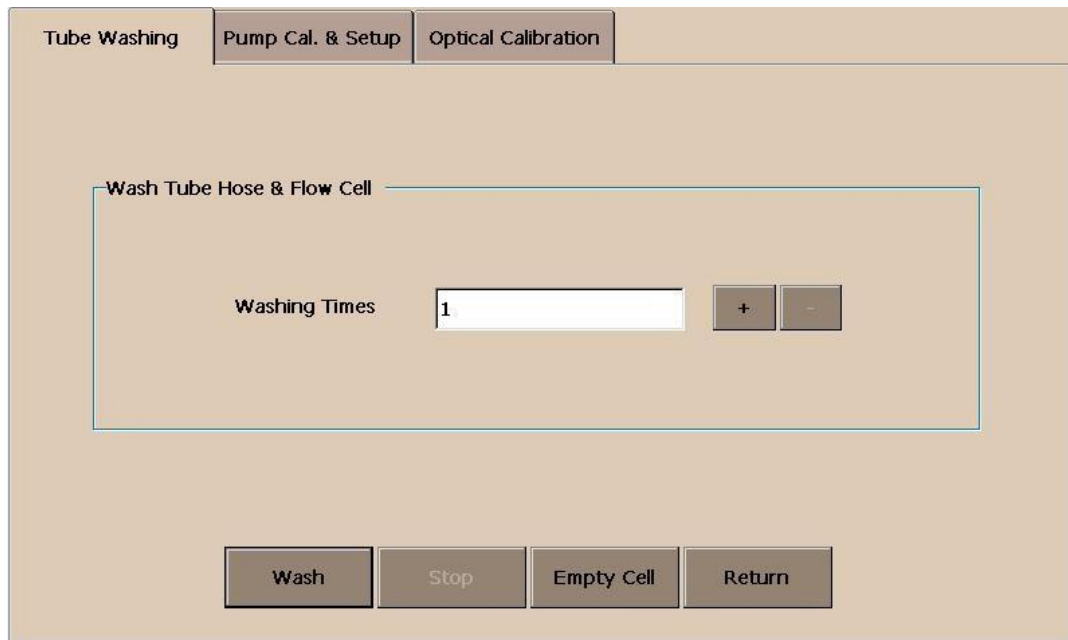 Tube Washing
Pump Cal. & Setup
Optical Calibration
Wash Tube Hose & Flow Cell
Washing Times
1
+
-
Wash
Stop
Empty Cell
Return